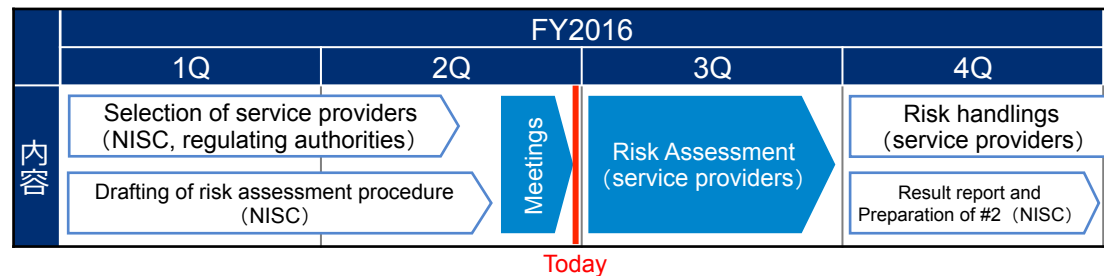 FY2016
1Q
2Q
3Q
4Q
内容
Selection of service providers
（NISC, regulating authorities）
Drafting of risk assessment procedure
（NISC）
Meetings
Risk Assessment
（service providers）
Risk handlings
（service providers）
Result report and
Preparation of #2（NISC）
Today